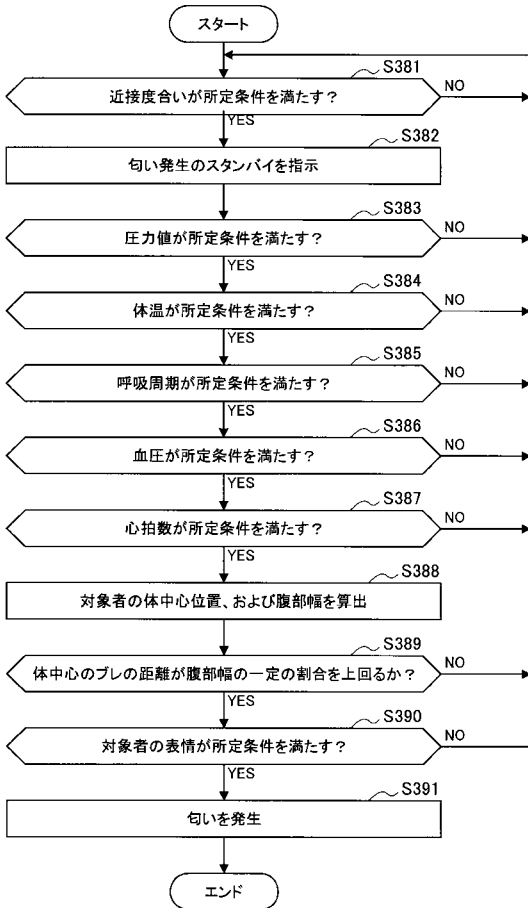 スタート
S381
近接度合いが所定条件を満たす?
NO
YES
S382
匂い発生のスタンバイを指示
S383
圧力値が所定条件を満たす?
NO
YES
S384
体温が所定条件を満たす?
NO
YES
S385
呼吸周期が所定条件を満たす?
NO
YES
S386
血圧が所定条件を満たす?
NO
YES
S387
心拍数が所定条件を満たす?
NO
YES
S388
対象者の体中心位置、および腹部幅を算出
S389
体中心のブレの距離が腹部幅の一定の割合を上回るか?
NO
YES
S390
対象者の表情が所定条件を満たす?
NO
YES
S391
匂いを発生
エンド